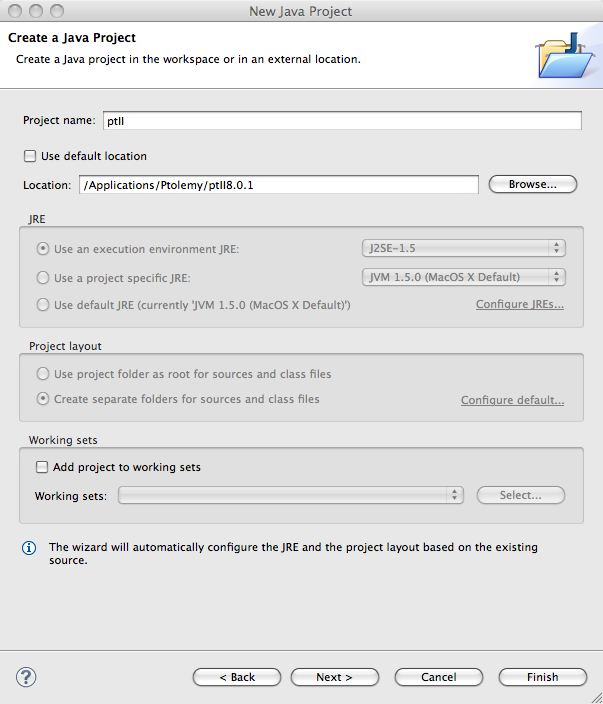 New Java Project
Create a Java Project
Create a Java project in the workspace or in an external location.
Project name: ptII
Use default location
Location: /Applications/Ptolemy/ptII8.0.1 Browse...
JRE
Use an execution environment JRE: J2SE-1.5
Use a project specific JRE: JVM 1.5.0 (MacOS X Default)
Use default JRE (currently 'JVM 1.5.0 (MacOS X Default)') Configure JREs...
Project layout
Use project folder as root for sources and class files
Create separate folders for sources and class files Configure default...
Working sets
Add project to working sets
Working sets: Select...
The wizard will automatically configure the JRE and the project layout based on the existing
source.
? < Back Next > Cancel Finish